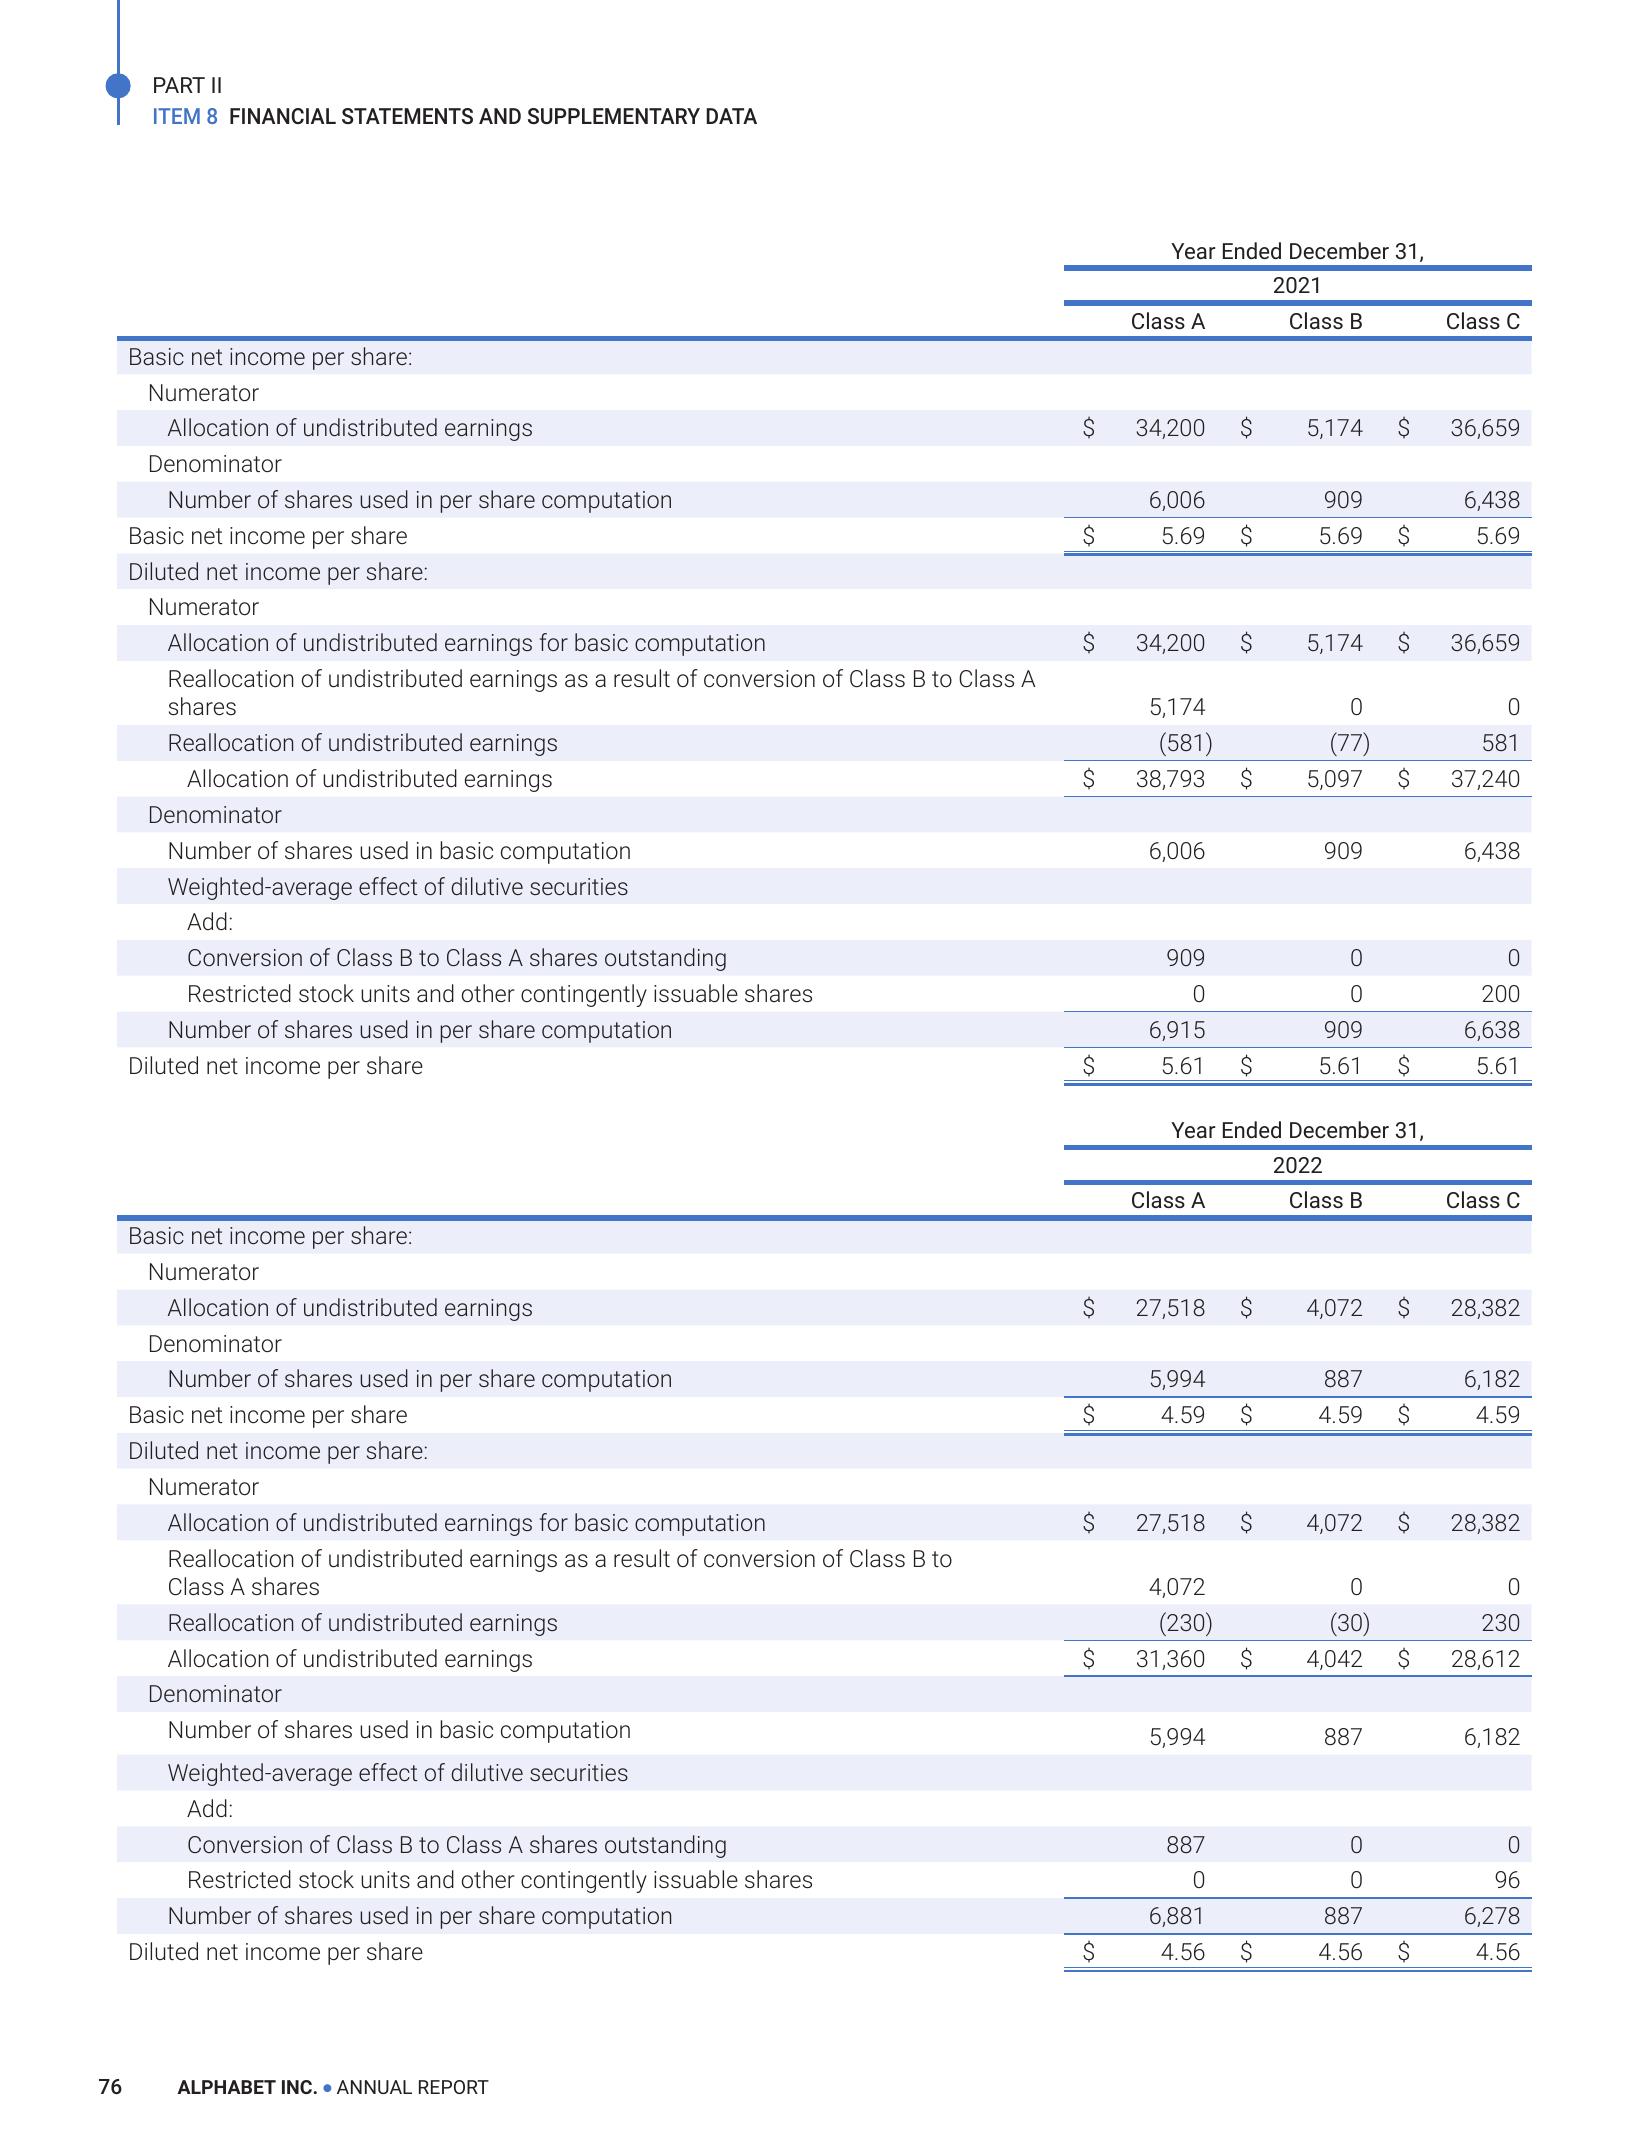 PART II
ITEM 8 FINANCIAL STATEMENTS AND SUPPLEMENTARY DATA
Year Ended December 31,
2021
Class A Class B Class C
Basic net income per share:
Numerator
Allocation of undistributed earnings $ 34,200 $ 5,174 $ 36,659
Denominator
Number of shares used in per share computation 6,006 909 6,438
Basic net income per share $ 5.69 $ 5.69 $ 5.69
Diluted net income per share:
Numerator
Allocation of undistributed earnings for basic computation $ 34,200 $ 5,174 $ 36,659
Reallocation of undistributed earnings as a result of conversion of Class B to Class A
shares 5,174 0 0
Reallocation of undistributed earnings (581) (77) 581
Allocation of undistributed earnings $ 38,793 $ 5,097 $ 37,240
Denominator
Number of shares used in basic computation 6,006 909 6,438
Weighted-average effect of dilutive securities
Add:
Conversion of Class B to Class A shares outstanding 909 0 0
Restricted stock units and other contingently issuable shares 0 0 200
Number of shares used in per share computation 6,915 909 6,638
Diluted net income per share $ 5.61 $ 5.61 $ 5.61
Year Ended December 31,
2022
Class A Class B Class C
Basic net income per share:
Numerator
Allocation of undistributed earnings $ 27,518 $ 4,072 $ 28,382
Denominator
Number of shares used in per share computation 5,994 887 6,182
Basic net income per share $ 4.59 $ 4.59 $ 4.59
Diluted net income per share:
Numerator
Allocation of undistributed earnings for basic computation $ 27,518 $ 4,072 $ 28,382
Reallocation of undistributed earnings as a result of conversion of Class B to
Class A shares 4,072 0 0
Reallocation of undistributed earnings (230) (30) 230
Allocation of undistributed earnings $ 31,360 $ 4,042 $ 28,612
Denominator
Number of shares used in basic computation 5,994 887 6,182
Weighted-average effect of dilutive securities
Add:
Conversion of Class B to Class A shares outstanding 887 0 0
Restricted stock units and other contingently issuable shares 0 0 96
Number of shares used in per share computation 6,881 887 6,278
Diluted net income per share $ 4.56 $ 4.56 $ 4.56
76 ALPHABET INC. • ANNUAL REPORT